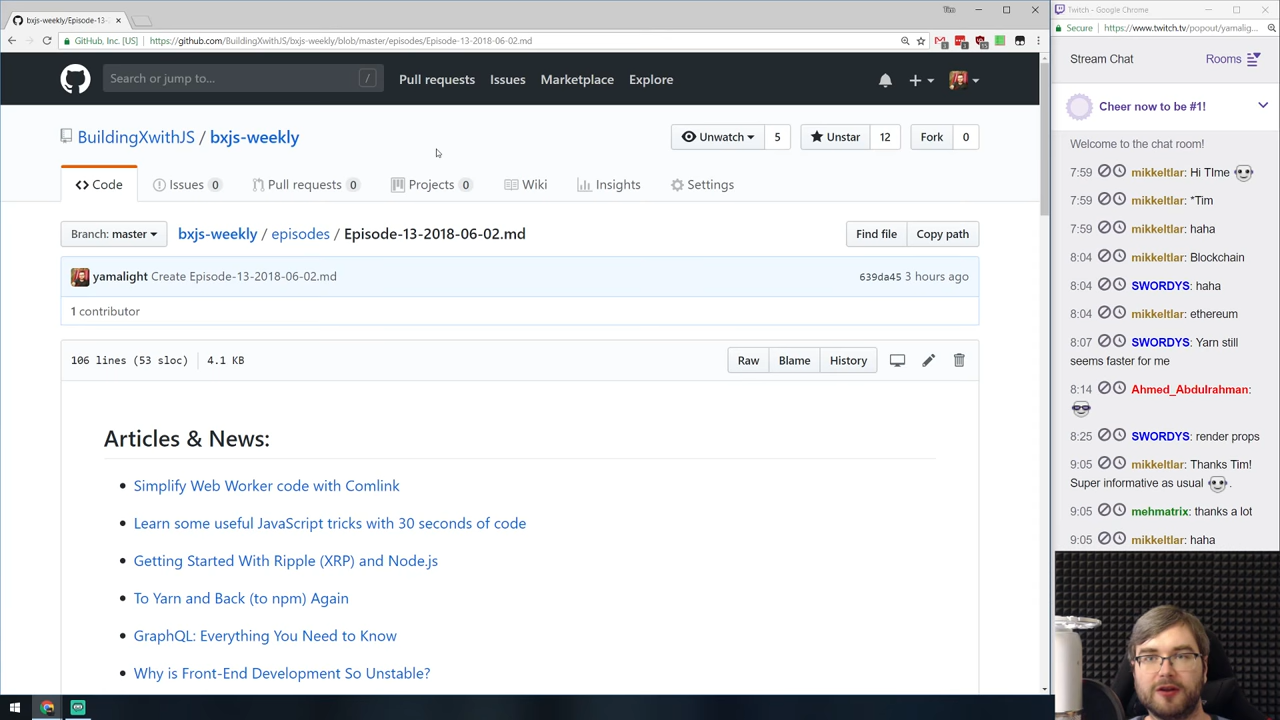 bxjs-weekly/Episode-13-
Tim
GitHub, Inc. [US]
https://github.com/BuildingXwithJS/bxjs-weekly/blob/master/episodes/Episode-13-2018-06-02.md
Search or jump to...
/
Pull requests
Issues
Marketplace
Explore
BuildingXwithJS / bxjs-weekly
Unwatch 5
Unstar 12
Fork 0
Code
Issues 0
Pull requests 0
Projects 0
Wiki
Insights
Settings
Branch: master
bxjs-weekly / episodes / Episode-13-2018-06-02.md
Find file
Copy path
yamalight Create Episode-13-2018-06-02.md
639da45 3 hours ago
1 contributor
106 lines (53 sloc)
4.1 KB
Raw
Blame
History
Articles & News:
Simplify Web Worker code with Comlink
Learn some useful JavaScript tricks with 30 seconds of code
Getting Started With Ripple (XRP) and Node.js
To Yarn and Back (to npm) Again
GraphQL: Everything You Need to Know
Why is Front-End Development So Unstable?
Twitch - Google Chrome
Secure
https://www.twitch.tv/popout/yamalig...
Stream Chat
Rooms
Cheer now to be #1!
Welcome to the chat room!
7:59 mikkeltlar: Hi TIme
7:59 mikkeltlar: *Tim
7:59 mikkeltlar: haha
8:04 mikkeltlar: Blockchain
8:04 SWORDYS: haha
8:04 mikkeltlar: ethereum
8:07 SWORDYS: Yarn still
seems faster for me
8:14 Ahmed_Abdulrahman:
8:25 SWORDYS: render props
9:05 mikkeltlar: Thanks Tim!
Super informative as usual .
9:05 mehmatrix: thanks a lot
9:05 mikkeltlar: haha